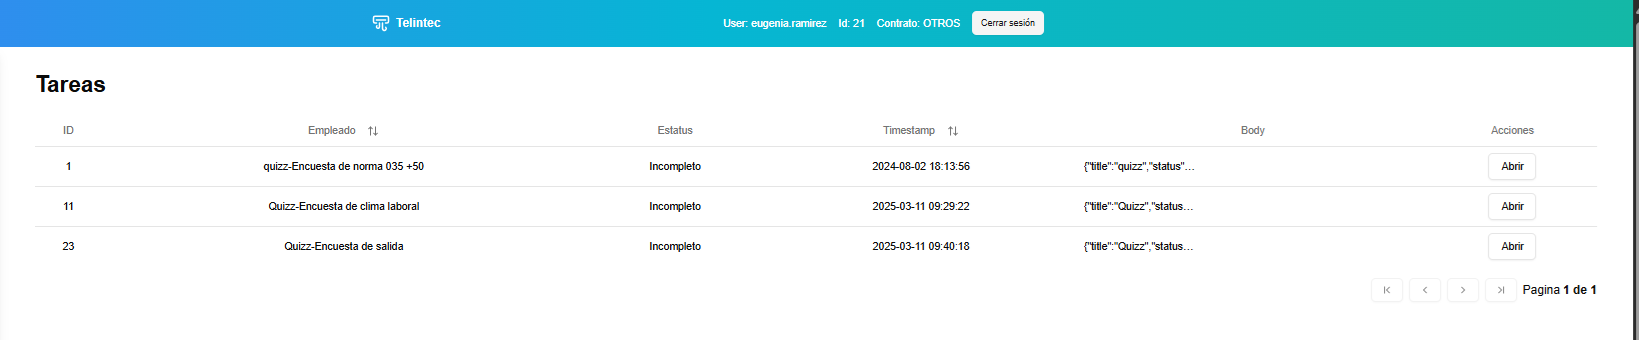 Telintec User: eugenia.ramirez Id: 21 Contrato: OTROS Cerrar sesión
Tareas
ID Empleado Estatus Timestamp Body Acciones
1 quizz-Encuesta de norma 035 +50 Incompleto 2024-08-02 18:13:56 {"title":"quizz","status"... Abrir
11 Quizz-Encuesta de clima laboral Incompleto 2025-03-11 09:29:22 {"title":"Quizz","status... Abrir
23 Quizz-Encuesta de salida Incompleto 2025-03-11 09:40:18 {"title":"Quizz","status... Abrir
Pagina 1 de 1